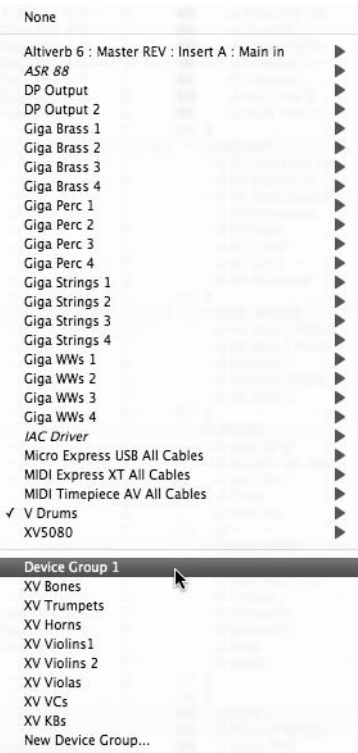 None
Altiverb 6 : Master REV : Insert A : Main in
ASR 88
DP Output
DP Output 2
Giga Brass 1
Giga Brass 2
Giga Brass 3
Giga Brass 4
Giga Perc 1
Giga Perc 2
Giga Perc 3
Giga Perc 4
Giga Strings 1
Giga Strings 2
Giga Strings 3
Giga Strings 4
Giga WWs 1
Giga WWs 2
Giga WWs 3
Giga WWs 4
IAC Driver
Micro Express USB All Cables
MIDI Express XT All Cables
MIDI Timepiece AV All Cables
✓ V Drums
XV5080
Device Group 1
XV Bones
XV Trumpets
XV Horns
XV Violins1
XV Violins 2
XV Violas
XV VCs
XV KBs
New Device Group...